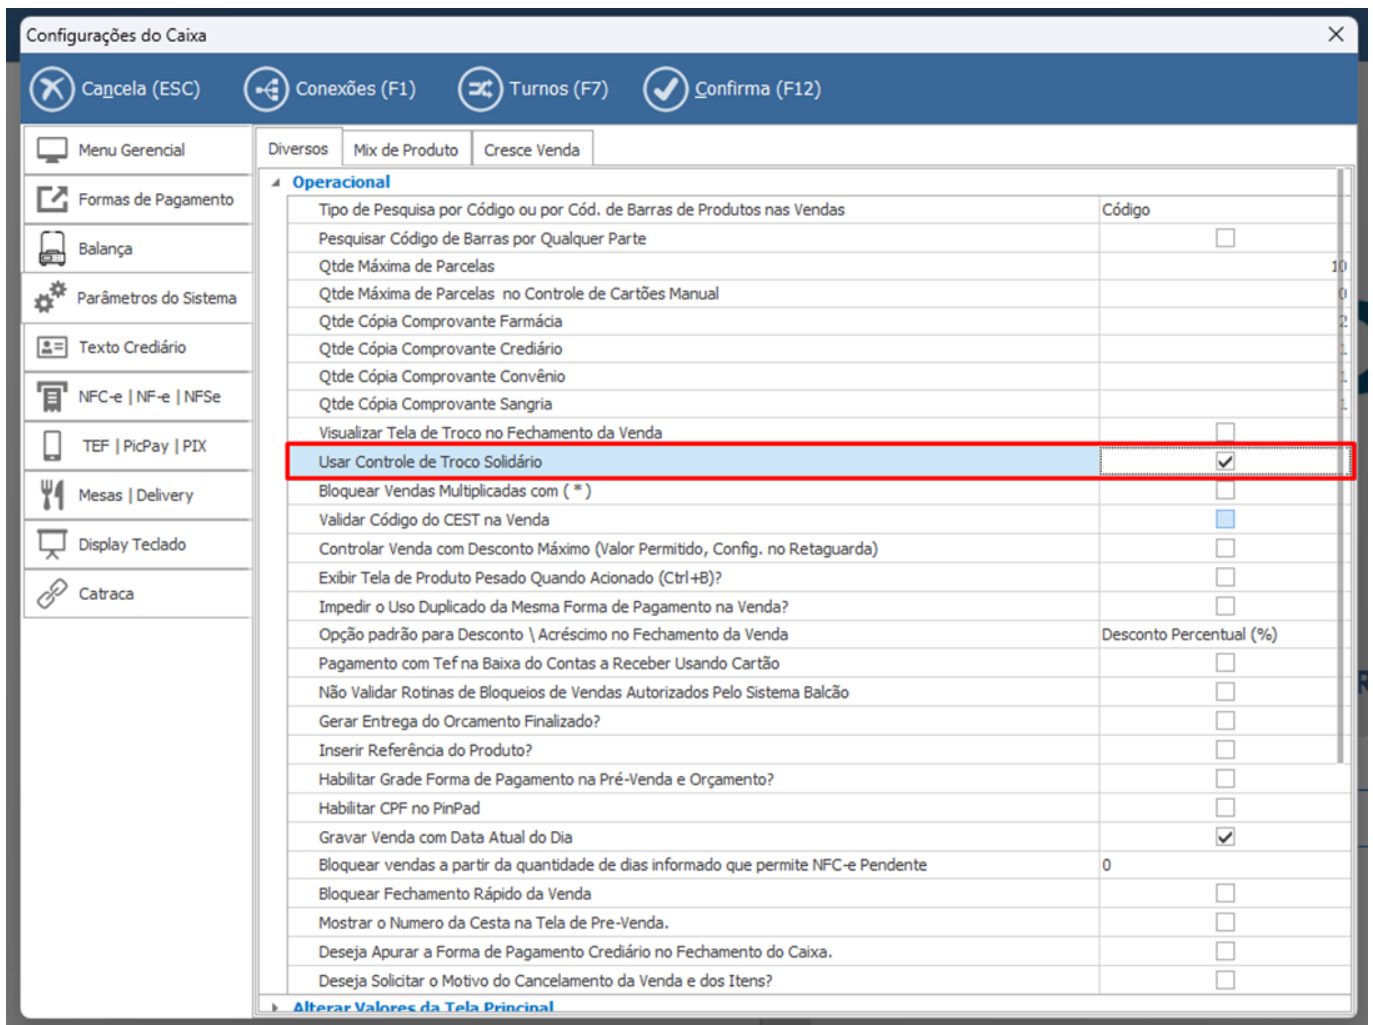 Configurações do Caixa
Cancela (ESC)
Conexões (F1)
Turnos (F7)
Confirma (F12)
Menu Gerencial
Formas de Pagamento
Balança
Parâmetros do Sistema
Texto Crediário
NFC-e | NF-e | NFSe
TEF | PicPay | PIX
Mesas | Delivery
Display Teclado
Catraca
Diversos
Mix de Produto
Cresce Venda
Operacional
Tipo de Pesquisa por Código ou por Cód. de Barras de Produtos nas Vendas Código
Pesquisar Código de Barras por Qualquer Parte
Qtde Máxima de Parcelas 10
Qtde Máxima de Parcelas no Controle de Cartões Manual 0
Qtde Cópia Comprovante Farmácia 2
Qtde Cópia Comprovante Crediário 1
Qtde Cópia Comprovante Convênio 1
Qtde Cópia Comprovante Sangria 1
Visualizar Tela de Troco no Fechamento da Venda
Usar Controle de Troco Solidário
Bloquear Vendas Multiplicadas com ( * )
Validar Código do CEST na Venda
Controlar Venda com Desconto Máximo (Valor Permitido, Config. no Retaguarda)
Exibir Tela de Produto Pesado Quando Acionado (Ctrl+B)?
Impedir o Uso Duplicado da Mesma Forma de Pagamento na Venda?
Opção padrão para Desconto \ Acréscimo no Fechamento da Venda Desconto Percentual (%)
Pagamento com Tef na Baixa do Contas a Receber Usando Cartão
Não Validar Rotinas de Bloqueios de Vendas Autorizados Pelo Sistema Balcão
Gerar Entrega do Orcamento Finalizado?
Inserir Referência do Produto?
Habilitar Grade Forma de Pagamento na Pré-Venda e Orçamento?
Habilitar CPF no PinPad
Gravar Venda com Data Atual do Dia
Bloquear vendas a partir da quantidade de dias informado que permite NFC-e Pendente 0
Bloquear Fechamento Rápido da Venda
Mostrar o Numero da Cesta na Tela de Pre-Venda.
Deseja Apurar a Forma de Pagamento Crediário no Fechamento do Caixa.
Deseja Solicitar o Motivo do Cancelamento da Venda e dos Itens?
Alterar Valores da Tela Principal